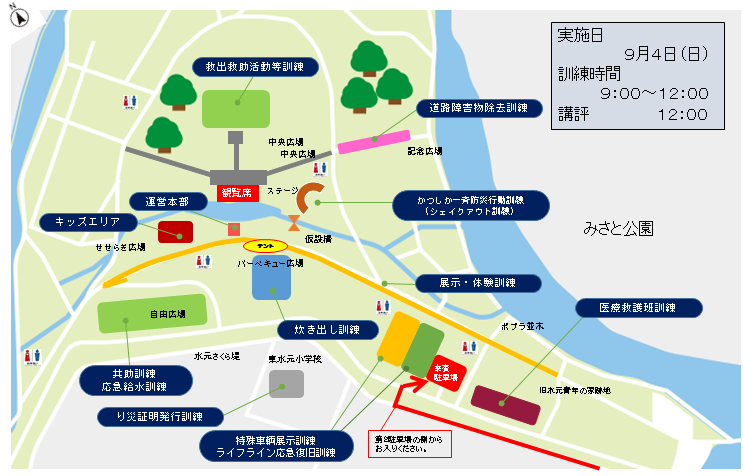 N
実施日
9月4日(日)
訓練時間
9:00～12:00
講評 12:00
救出救助活動等訓練
道路障害物除去訓練
中央広場
中央広場
記念広場
運営本部
観覧席
ステージ
かつしか一斉防災行動訓練
(シェイクアウト訓練)
キッズエリア
みさと公園
せせらぎ広場
テント
仮設橋
バーベキュー広場
展示・体験訓練
医療救護班訓練
自由広場
炊き出し訓練
ポプラ並木
水元さくら堤
東水元小学校
来賓
駐車場
共助訓練
応急給水訓練
旧水元青年の家跡地
り災証明発行訓練
特殊車輌展示訓練
ライフライン応急復旧訓練
第2駐車場の側から
お入りください。